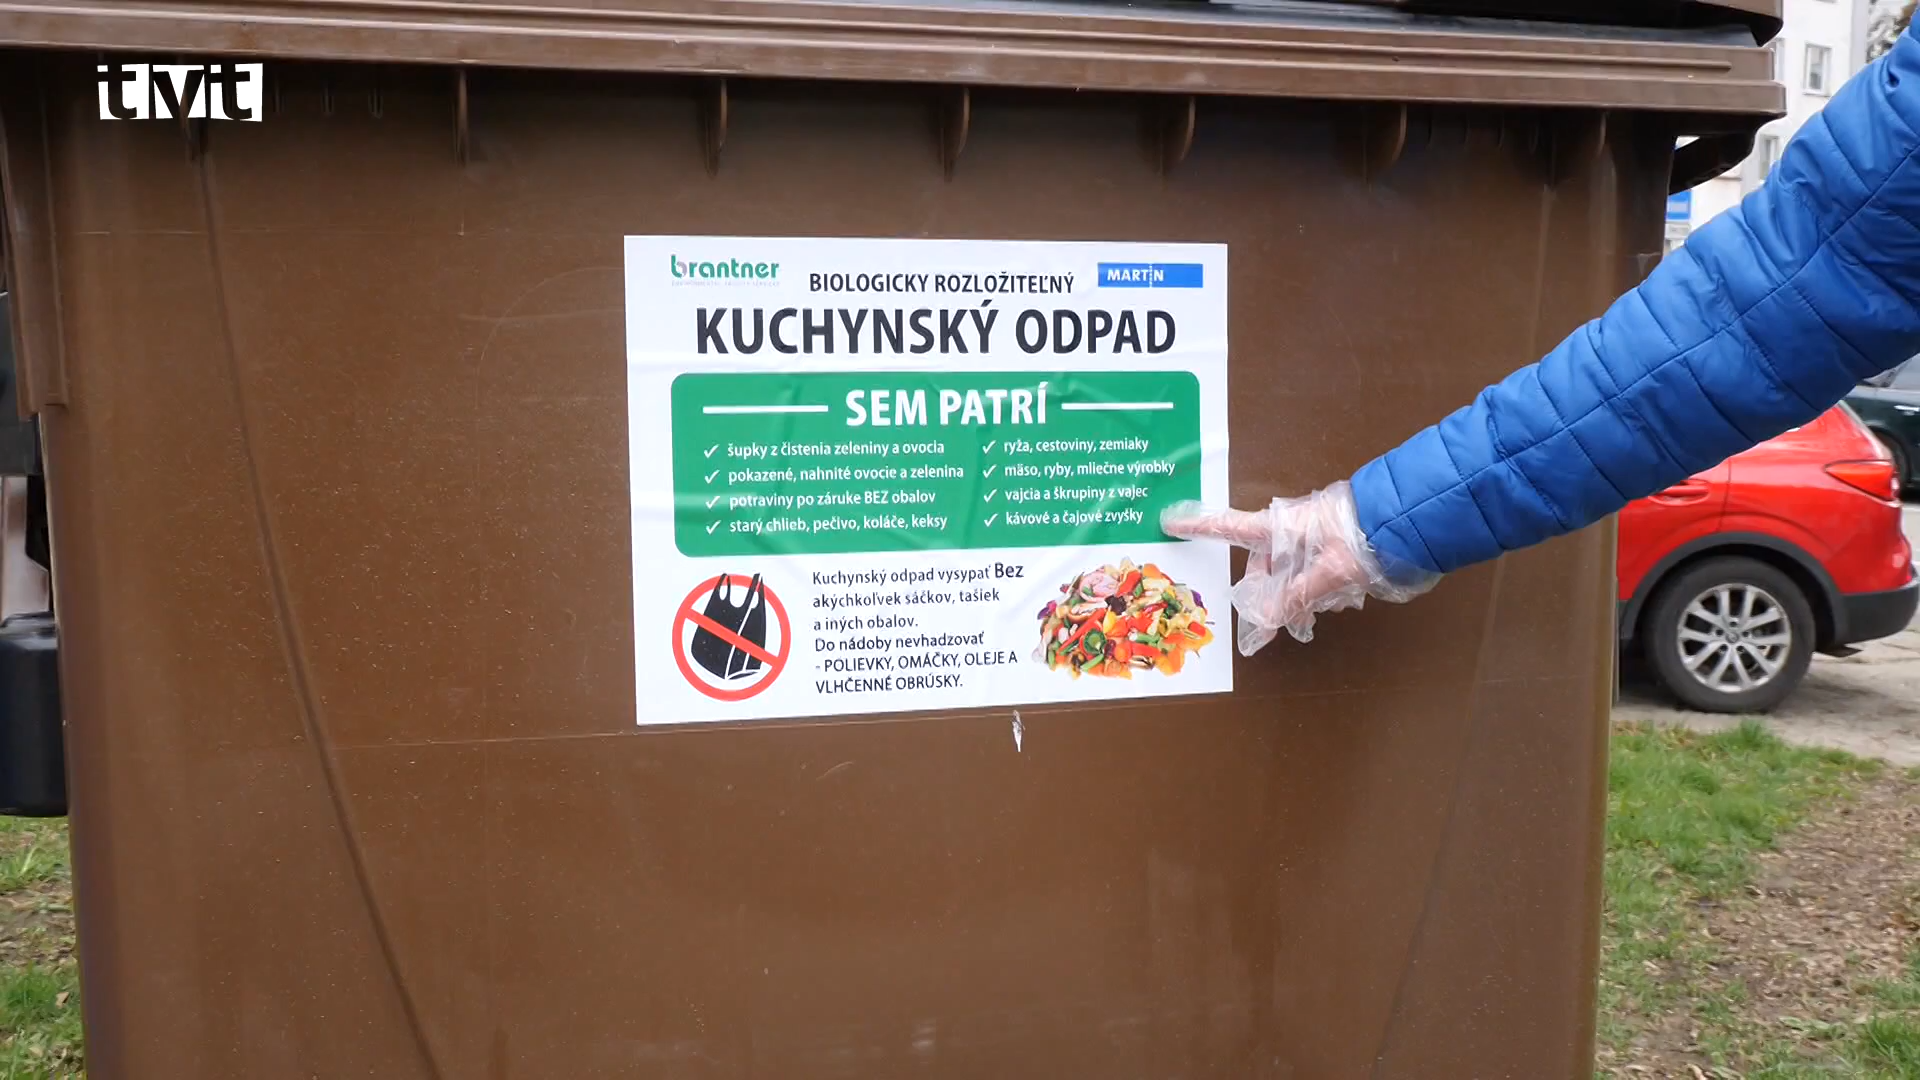 itvit
brantner
BIOLOGICKY ROZLOŽITEĽNÝ
MARTIN
KUCHYNSKÝ ODPAD
SEM PATRÍ
✓ šupky z čistenia zeleniny a ovocia
✓ pokazené, nahnité ovocie a zelenina
✓ potraviny po záruke BEZ obalov
✓ starý chlieb, pečivo, koláče, keksy
✓ ryža, cestoviny, zemiaky
✓ mäso, ryby, mliečne výrobky
✓ vajcia a škrupiny z vajec
✓ kávové a čajové zvyšky
Kuchynský odpad vysypať Bez
akýchkoľvek sáčkov, tašiek
a iných obalov.
Do nádoby nevhadzovať
- POLIEVKY, OMÁČKY, OLEJE A
VLHČENNÉ OBRÚSKY.